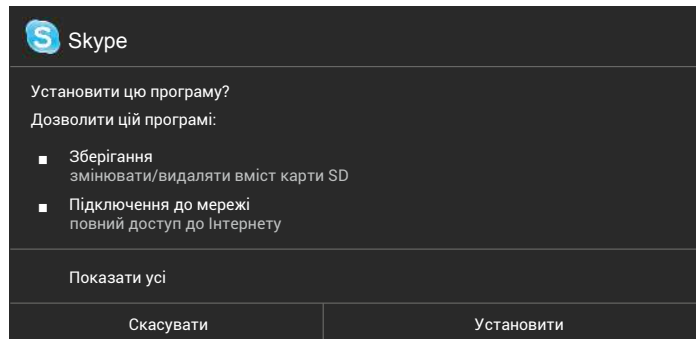 Skype
Установити цю програму?
Дозволити цій програмі:
Зберігання
змінювати/видаляти вміст карти SD
Підключення до мережі
повний доступ до Інтернету
Показати усі
Скасувати
Установити